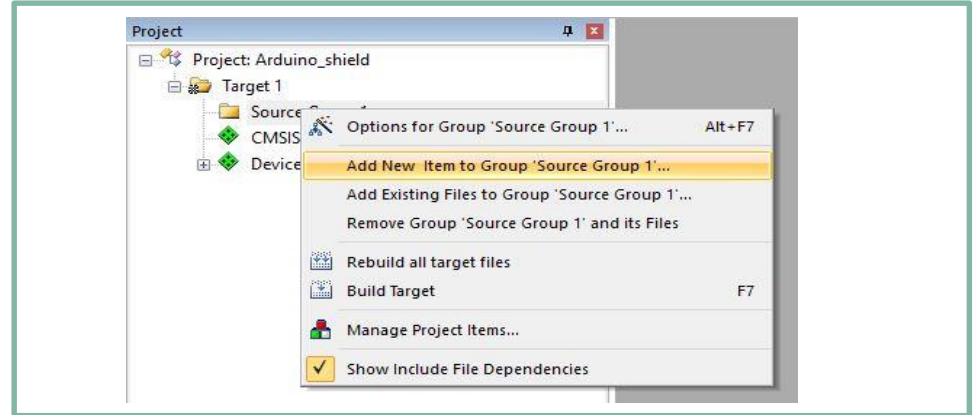 Project
Project: Arduino_shield
Target 1
Source
Options for Group 'Source Group 1'... Alt+F7
CMSIS
Add New Item to Group 'Source Group 1'...
Device
Add Existing Files to Group 'Source Group 1'...
Remove Group 'Source Group 1' and its Files
Rebuild all target files
Build Target F7
Manage Project Items...
Show Include File Dependencies